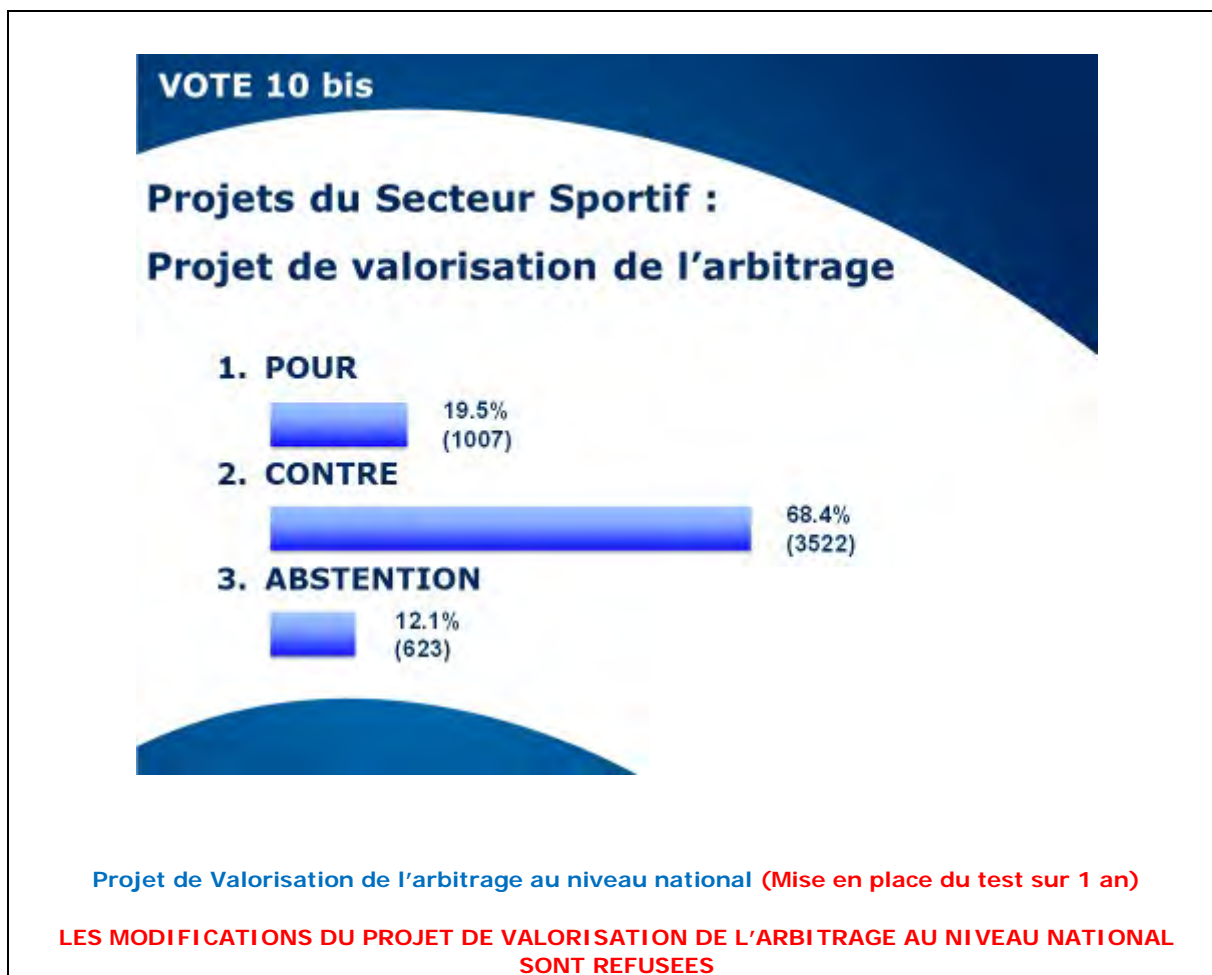 VOTE 10 bis
Projets du Secteur Sportif :
Projet de valorisation de l'arbitrage
1. POUR
19.5%
(1007)
2. CONTRE
68.4%
(3522)
3. ABSTENTION
12.1%
(623)
Projet de Valorisation de l'arbitrage au niveau national (Mise en place du test sur 1 an)
LES MODIFICATIONS DU PROJET DE VALORISATION DE L'ARBITRAGE AU NIVEAU NATIONAL
SONT REFUSEES